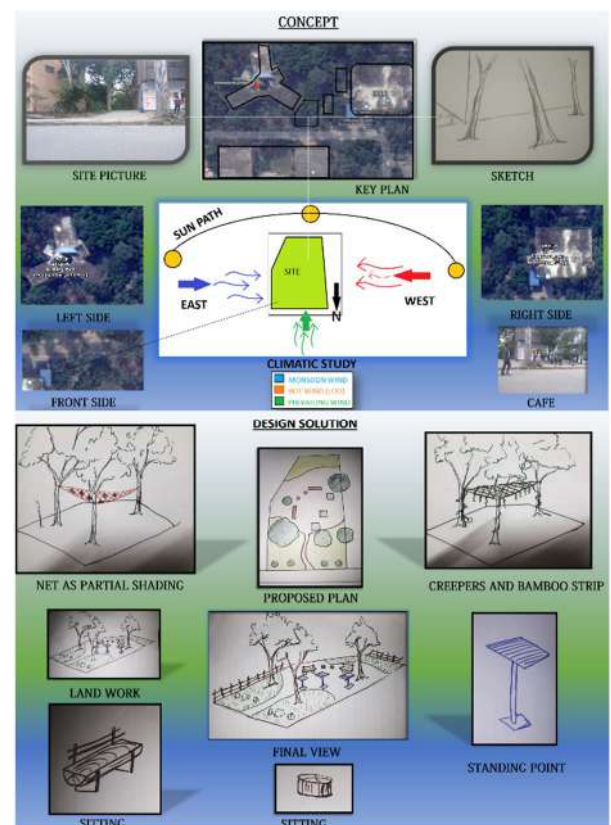 CONCEPT
SITE PICTURE
KEY PLAN
SKETCH
SUN PATH
SITE
EAST
WEST
N
LEFT SIDE
RIGHT SIDE
FRONT SIDE
CLIMATIC STUDY
MONSOON WIND
HOT WIND (LOO)
PREVAILING WIND
CAFE
DESIGN SOLUTION
NET AS PARTIAL SHADING
PROPOSED PLAN
CREEPERS AND BAMBOO STRIP
LAND WORK
FINAL VIEW
STANDING POINT
SITTING
SITTING